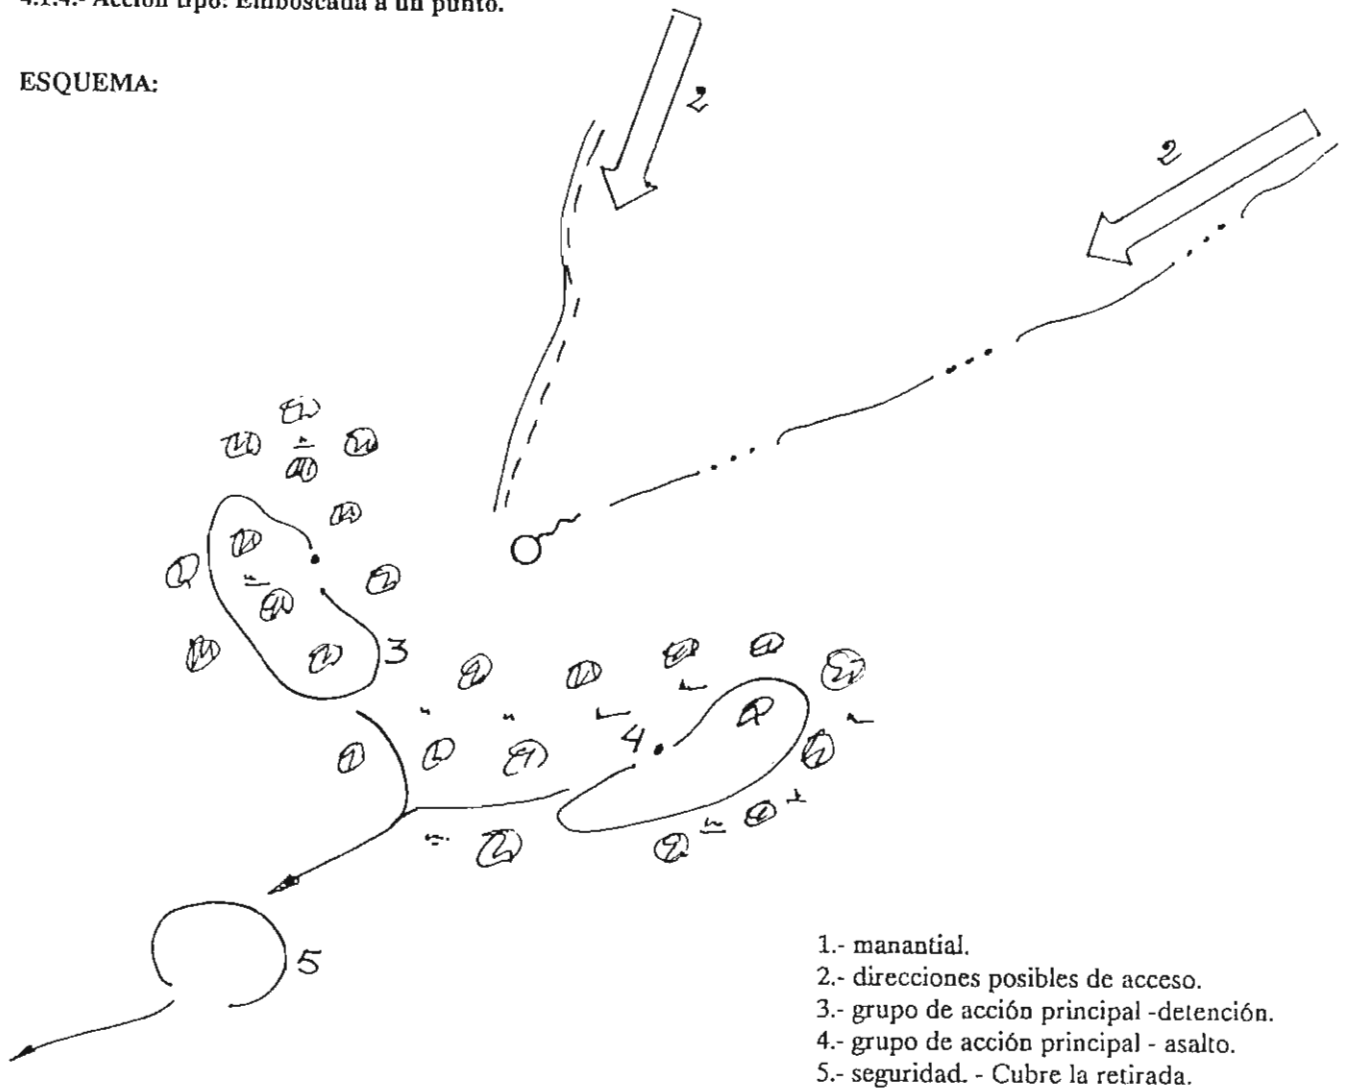 4.1.4.- Acción tipo: Emboscada a un punto.
ESQUEMA:
2
2
3
4
5
1.- manantial.
2.- direcciones posibles de acceso.
3.- grupo de acción principal -detención.
4.- grupo de acción principal - asalto.
5.- seguridad. - Cubre la retirada.